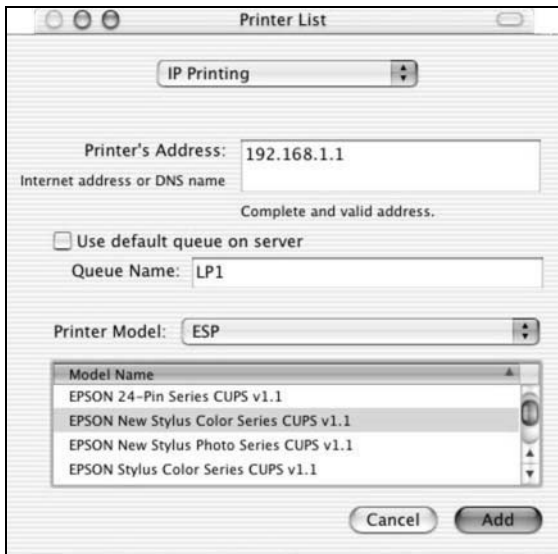 Printer List
IP Printing
Printer's Address: 192.168.1.1
Internet address or DNS name
Complete and valid address.
Use default queue on server
Queue Name: LP1
Printer Model: ESP
Model Name
EPSON 24-Pin Series CUPS v1.1
EPSON New Stylus Color Series CUPS v1.1
EPSON New Stylus Photo Series CUPS v1.1
EPSON Stylus Color Series CUPS v1.1
Cancel Add